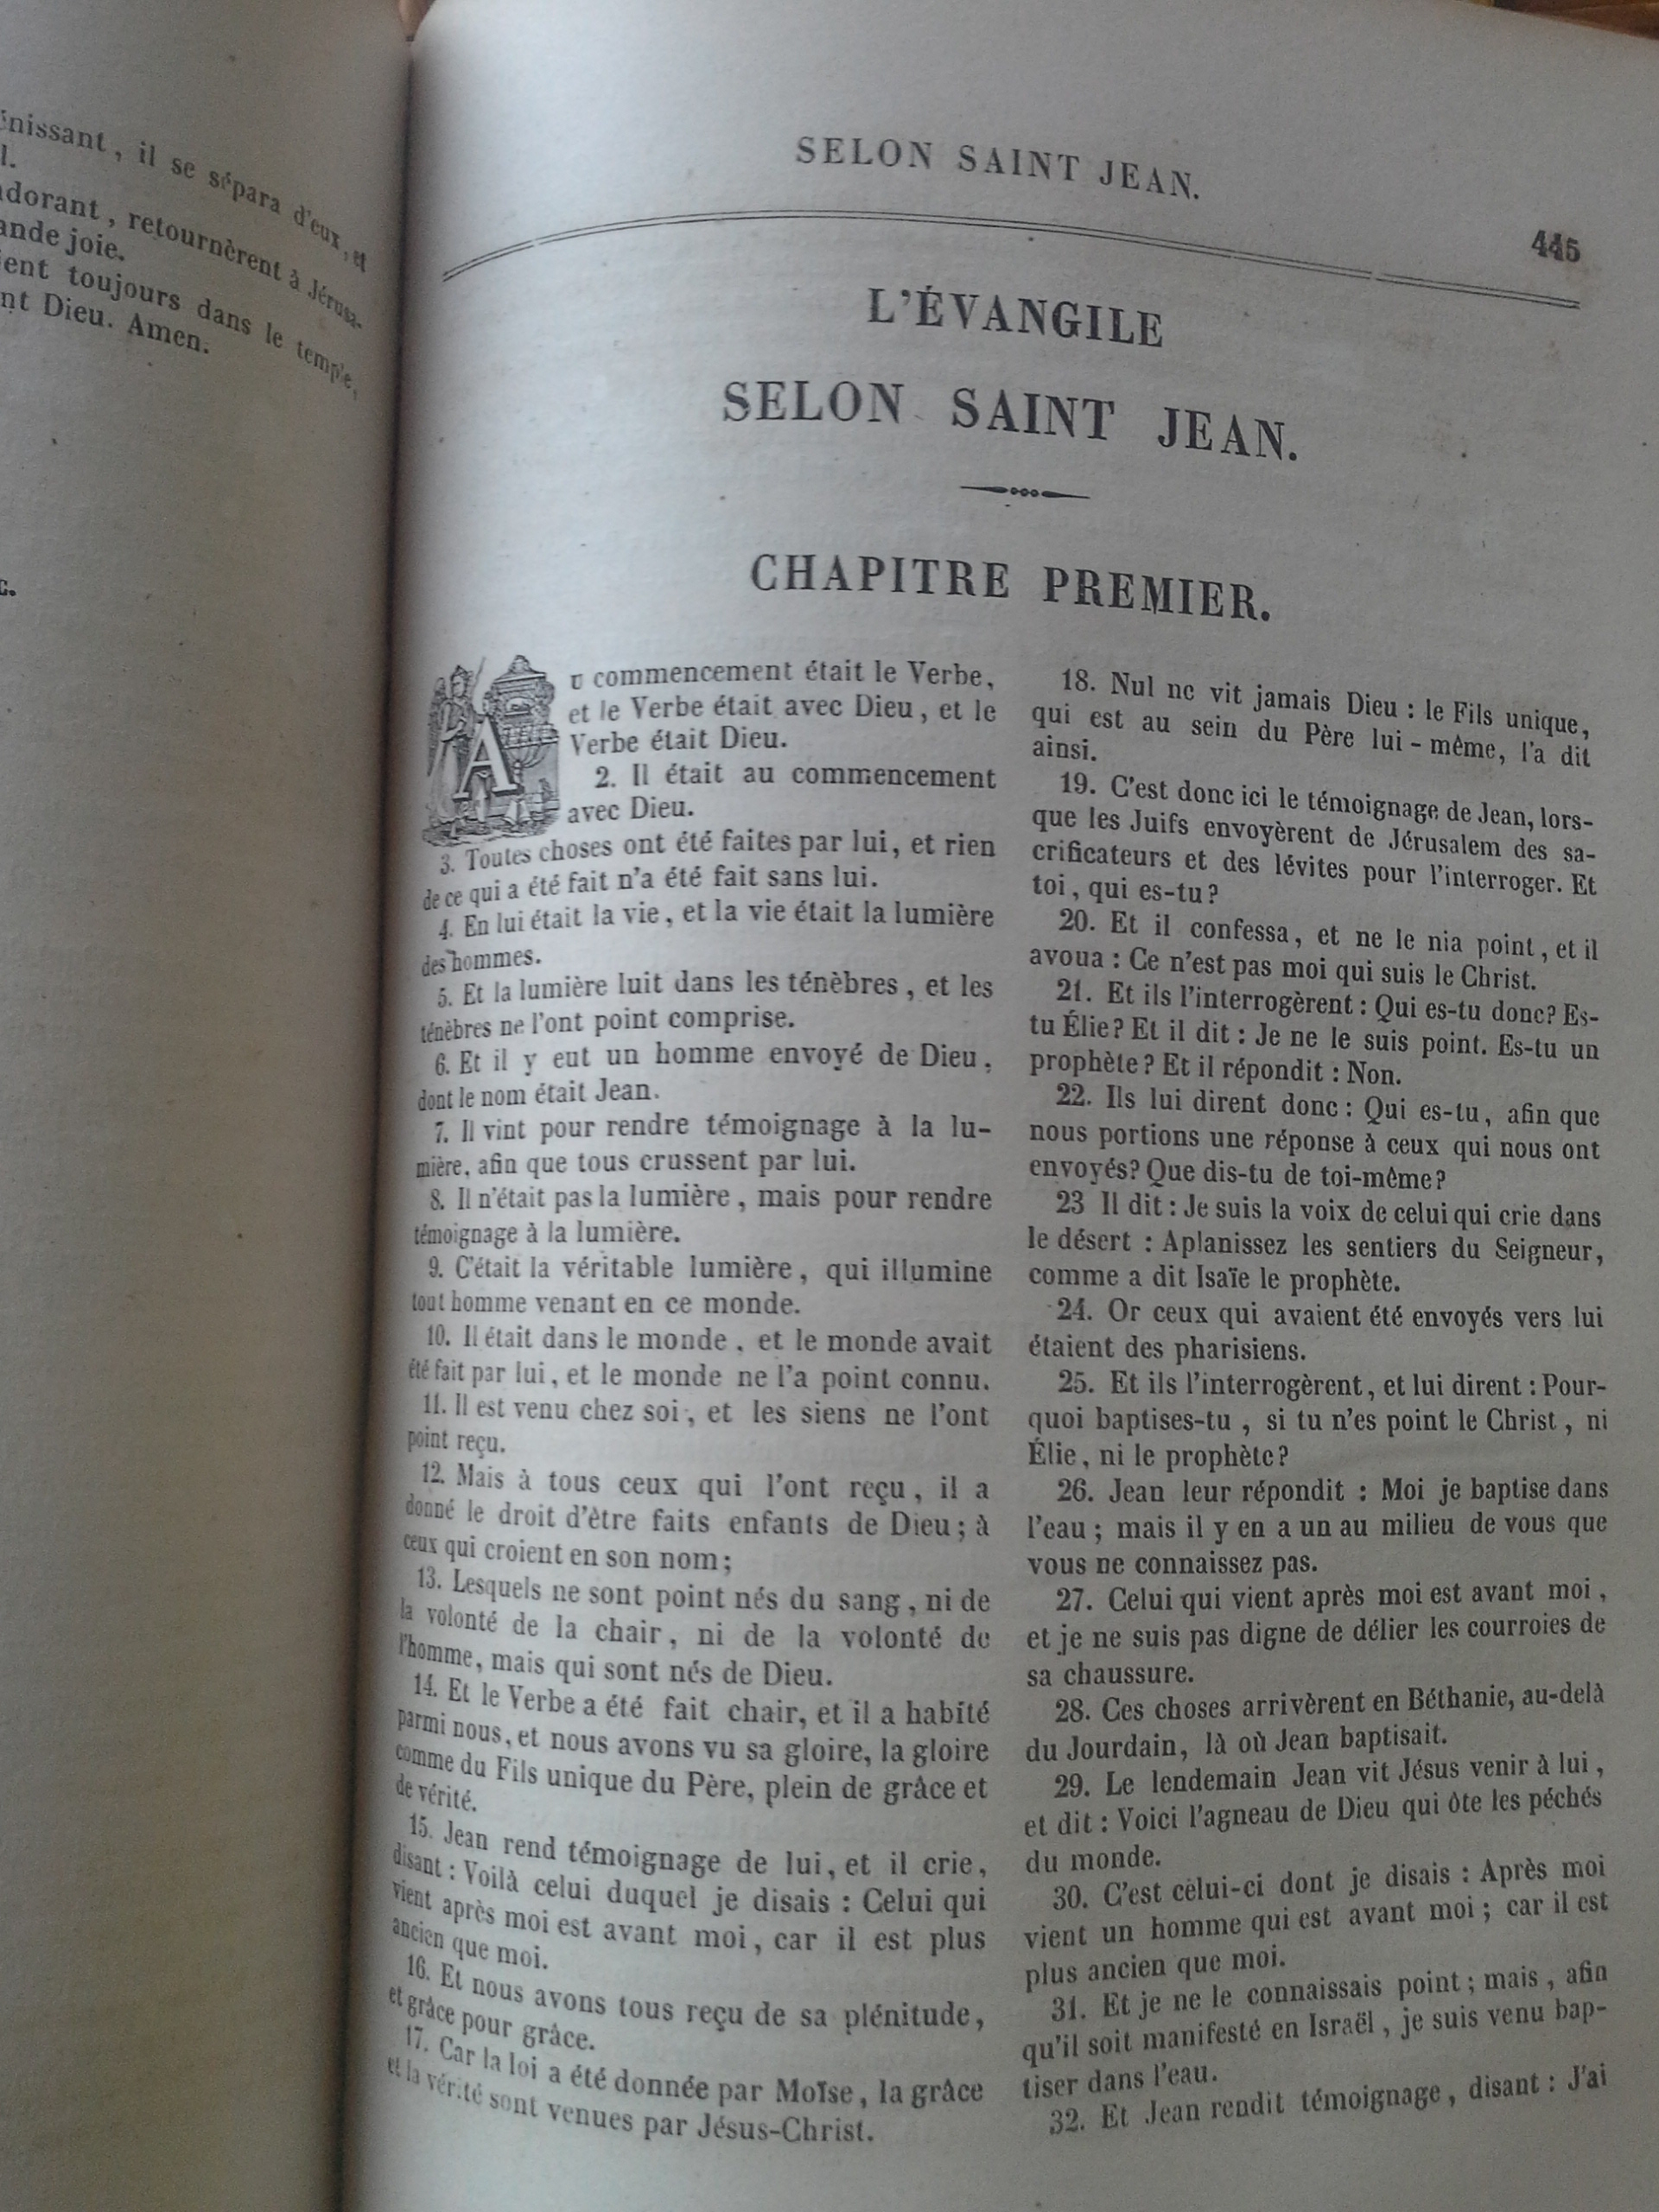 il se sépara d'eux, et
retournèrent à Jérusa-
joie.
toujours dans le temple,
Dieu. Amen.
SELON SAINT JEAN.
445
L'ÉVANGILE
SELON SAINT JEAN.
CHAPITRE PREMIER.
AU commencement était le Verbe,
et le Verbe était avec Dieu, et le
Verbe était Dieu.
2. Il était au commencement
avec Dieu.
3. Toutes choses ont été faites par lui, et rien
de ce qui a été fait n'a été fait sans lui.
4. En lui était la vie, et la vie était la lumière
des hommes.
5. Et la lumière luit dans les ténèbres, et les
ténèbres ne l'ont point comprise.
6. Et il y eut un homme envoyé de Dieu,
dont le nom était Jean.
7. Il vint pour rendre témoignage à la lu-
mière, afin que tous crussent par lui.
8. Il n'était pas la lumière, mais pour rendre
témoignage à la lumière.
9. C'était la véritable lumière, qui illumine
tout homme venant en ce monde.
10. Il était dans le monde, et le monde avait
été fait par lui, et le monde ne l'a point connu.
11. Il est venu chez soi, et les siens ne l'ont
point reçu.
12. Mais à tous ceux qui l'ont reçu, il a
donné le droit d'être faits enfants de Dieu; à
ceux qui croient en son nom;
13. Lesquels ne sont point nés du sang, ni de
la volonté de la chair, ni de la volonté de
l'homme, mais qui sont nés de Dieu.
14. Et le Verbe a été fait chair, et il a habité
parmi nous, et nous avons vu sa gloire, la gloire
comme du Fils unique du Père, plein de grâce et
de vérité.
15. Jean rend témoignage de lui, et il crie,
disant : Voilà celui duquel je disais : Celui qui
vient après moi est avant moi, car il est plus
ancien que moi.
16. Et nous avons tous reçu de sa plénitude,
et grâce pour grâce.
17. Car la loi a été donnée par Moïse, la grâce
et la vérité sont venues par Jésus-Christ.
18. Nul ne vit jamais Dieu : le Fils unique,
qui est au sein du Père lui-même, l'a dit
ainsi.
19. C'est donc ici le témoignage de Jean, lors-
que les Juifs envoyèrent de Jérusalem des sa-
crificateurs et des lévites pour l'interroger. Et
toi, qui es-tu?
20. Et il confessa, et ne le nia point, et il
avoua : Ce n'est pas moi qui suis le Christ.
21. Et ils l'interrogèrent : Qui es-tu donc? Es-
tu Élie? Et il dit : Je ne le suis point. Es-tu un
prophète? Et il répondit : Non.
22. Ils lui dirent donc : Qui es-tu, afin que
nous portions une réponse à ceux qui nous ont
envoyés? Que dis-tu de toi-même?
23 Il dit : Je suis la voix de celui qui crie dans
le désert : Aplanissez les sentiers du Seigneur,
comme a dit Isaïe le prophète.
24. Or ceux qui avaient été envoyés vers lui
étaient des pharisiens.
25. Et ils l'interrogèrent, et lui dirent : Pour-
quoi baptises-tu, si tu n'es point le Christ, ni
Élie, ni le prophète?
26. Jean leur répondit : Moi je baptise dans
l'eau; mais il y en a un au milieu de vous que
vous ne connaissez pas.
27. Celui qui vient après moi est avant moi,
et je ne suis pas digne de délier les courroies de
sa chaussure.
28. Ces choses arrivèrent en Béthanie, au-delà
du Jourdain, là où Jean baptisait.
29. Le lendemain Jean vit Jésus venir à lui,
et dit : Voici l'agneau de Dieu qui ôte les péchés
du monde.
30. C'est celui-ci dont je disais : Après moi
vient un homme qui est avant moi; car il est
plus ancien que moi.
31. Et je ne le connaissais point; mais, afin
qu'il soit manifesté en Israël, je suis venu bap-
tiser dans l'eau.
32. Et Jean rendit témoignage, disant : J'ai